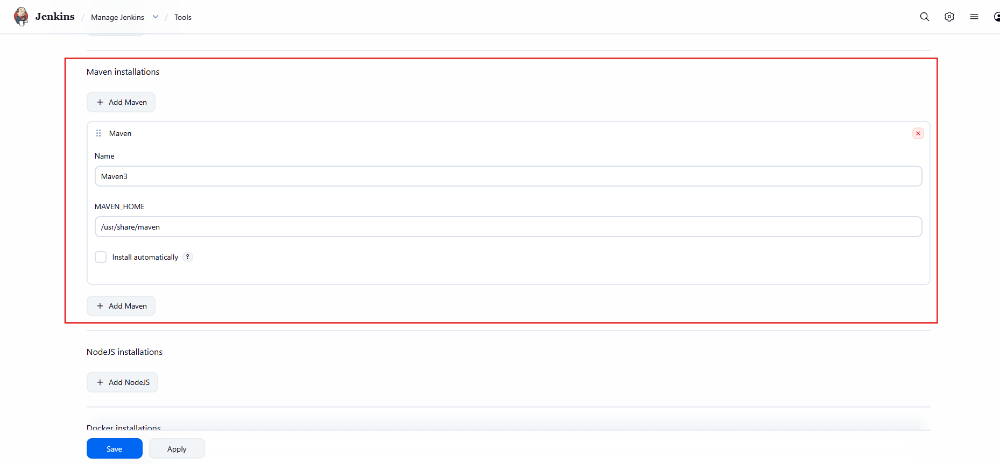 Jenkins / Manage Jenkins / Tools
Maven installations
+ Add Maven
Maven
Name
Maven3
MAVEN_HOME
/usr/share/maven
Install automatically ?
+ Add Maven
NodeJS installations
+ Add NodeJS
Docker installations
Save Apply